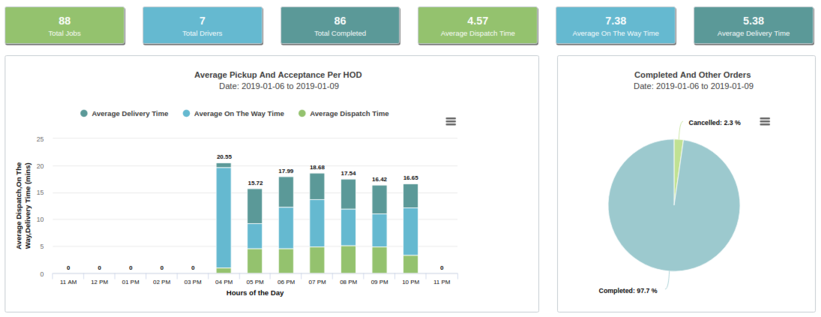 88
Total Jobs
7
Total Drivers
86
Total Completed
4.57
Average Dispatch Time
7.38
Average On The Way Time
5.38
Average Delivery Time
Average Pickup And Acceptance Per HOD
Date: 2019-01-06 to 2019-01-09
Average Delivery Time
Average On The Way Time
Average Dispatch Time
Average Dispatch,On The
Way,Delivery Time (mins)
25
20
15
10
5
0
0 0 0 0 0 20.55 15.72 17.99 18.68 17.54 16.42 16.65 0
11 AM 12 PM 01 PM 02 PM 03 PM 04 PM 05 PM 06 PM 07 PM 08 PM 09 PM 10 PM 11 PM
Hours of the Day
Completed And Other Orders
Date: 2019-01-06 to 2019-01-09
Cancelled: 2.3 %
Completed: 97.7 %